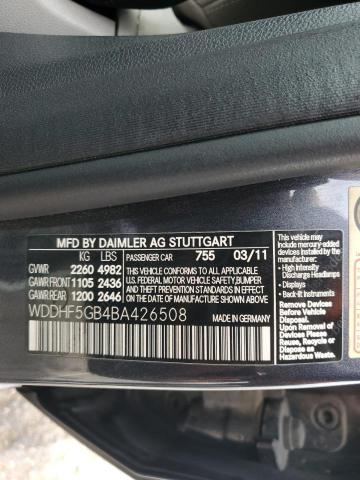 MFD BY DAIMLER AG STUTTGART
KG LBS PASSENGER CAR 755 03/11
GVWR 2260 4982
GAWR FRONT 1105 2436
GAWR REAR 1200 2646
THIS VEHICLE CONFORMS TO ALL APPLICABLE
U.S. FEDERAL MOTOR
VEHICLE SAFETY, BUMPER
AND THEFT PREVENTION STANDARDS
IN EFFECT ON THE DATE OF
MANUFACTURE SHOWN ABOVE
WDDHF5GB4BA426508 MADE IN GERMANY
This vehicle may
include mercury-
added devices
installed by the
manufacturer:
• High Intensity
Discharge Headlamps
• Displays
• Interior Lights
Remove Devices
Before Vehicle
Disposal.
Upon Removal of
Devices Please
Reuse, Recycle or
Dispose as
Hazardous Waste.